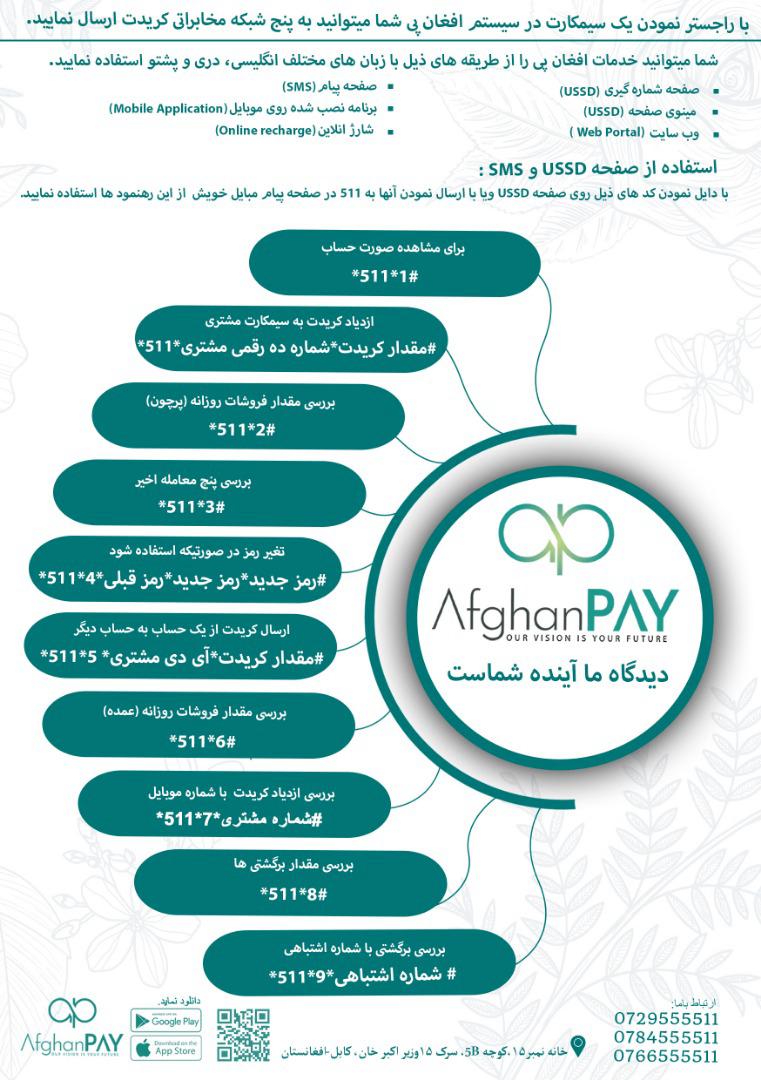 با راجستر نمودن یک سیمکارت در سیستم افغان پی شما میتوانید به پنج شبکه مخابراتی کریدت ارسال نمایید.
شما میتوانید خدمات افغان پی را از طریقه های ذیل با زبان های مختلف انگلیسی، دری و پشتو استفاده نمایید.
▪ صفحه شماره گیری (USSD)
▪ مینوی صفحه (USSD)
▪ وب سایت (Web Portal )
▪ صفحه پیام (SMS)
▪ برنامه نصب شده روی موبایل (Mobile Application)
▪ شارژ انلاین (Online recharge)
استفاده از صفحه USSD و SMS :
با دایل نمودن کد های ذیل روی صفحه USSD ویا با ارسال نمودن آنها به 511 در صفحه پیام مبایل خویش از این رهنمود ها استفاده نمایید.
برای مشاهده صورت حساب
*511*1#
ازدیاد کریدت به سیمکارت مشتری
#مقدار کریدت*شماره ده رقمی مشتری*511*
بررسی مقدار فروشات روزانه (پرچون)
*511*2#
بررسی پنج معامله اخیر
*511*3#
تغیر رمز در صورتیکه استفاده شود
#رمز جدید*رمز جدید*رمز قبلی*4*511*
ارسال کریدت از یک حساب به حساب دیگر
#مقدار کریدت*آی دی مشتری* 5*511*
بررسی مقدار فروشات روزانه (عمده)
*511*6#
بررسی ازدیاد کریدت با شماره موبایل
#شماره مشتری*7*511*
بررسی مقدار برگشتی ها
*511*8#
بررسی برگشتی با شماره اشتباهی
# شماره اشتباهی*9*511*
AfghanPAY
OUR VISION IS YOUR FUTURE
دیدگاه ما آینده شماست
ارتباط باما:
0729555511
0784555511
0766555511
خانه نمبر۱۵،کوچه 5B، سرک ۱۵وزیر اکبر خان، کابل-افغانستان
دانلود نماید.
Google Play
Download on the
App Store
AfghanPAY
OUR VISION IS YOUR FUTURE